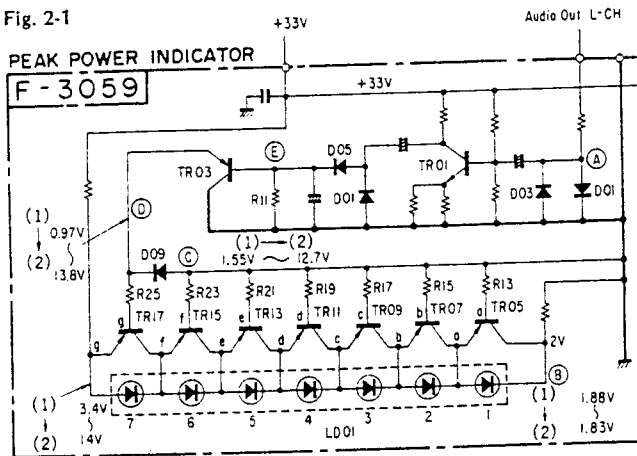 Fig. 2-1
+33V
Audio Out L-CH
PEAK POWER INDICATOR
F-3059
+33V
TR03
E
D05
TR01
A
R11
D01
D03
D01
D
(1)
(2)
0.97V
13.8V
(1) (2)
1.55V 12.7V
D09
C
R25
R23
R21
R19
R17
R15
R13
g
TR17
f
TR15
e
TR13
d
TR11
c
TR09
b
TR07
a
TR05
g
f
e
d
c
b
a
2V
B
(1)
(2)
3.4V
14V
7
6
5
4
3
2
1
LD01
(1)
(2)
1.88V
1.83V